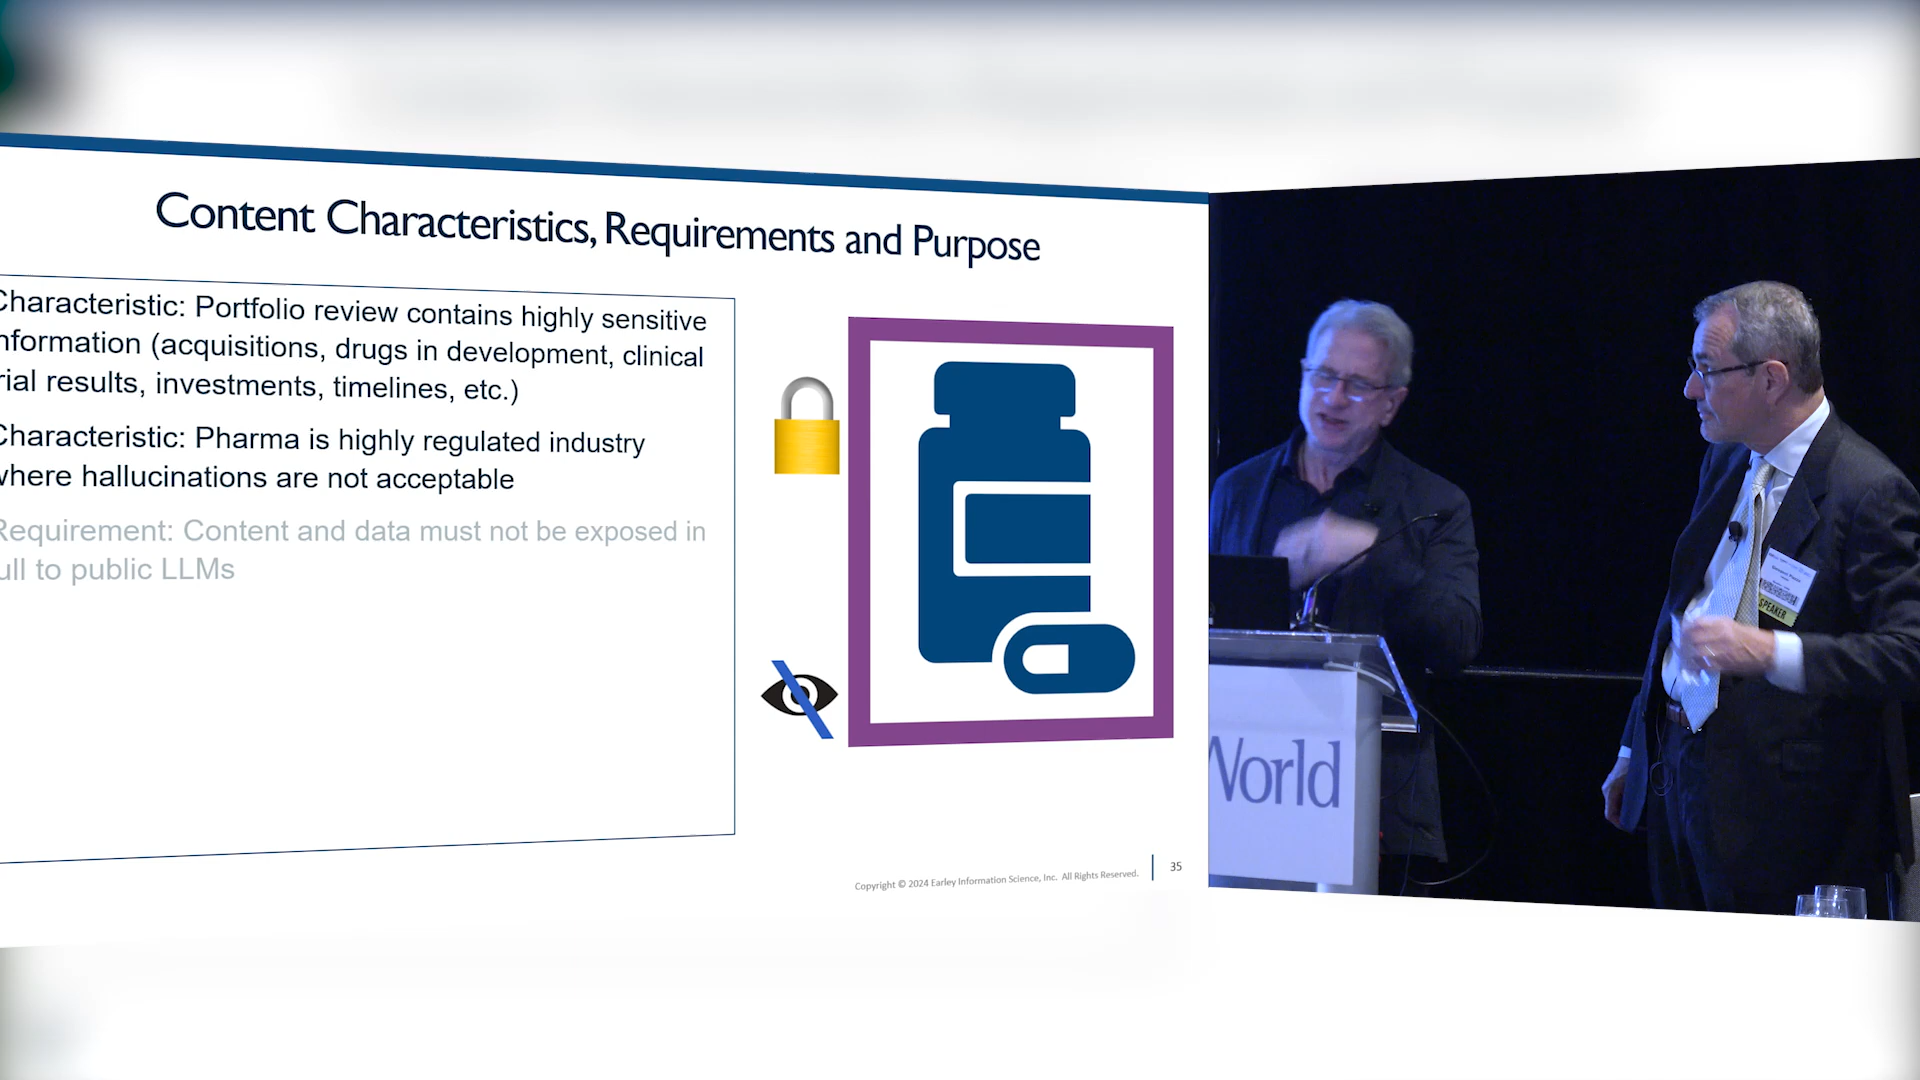 Content Characteristics, Requirements and Purpose
Characteristic: Portfolio review contains highly sensitive
nformation (acquisitions, drugs in development, clinical
rial results, investments, timelines, etc.)
Characteristic: Pharma is highly regulated industry
where hallucinations are not acceptable
Requirement: Content and data must not be exposed in
ull to public LLMs
Copyright © 2024 Earley Information Science, Inc. All Rights Reserved.
35
World
SPEAKER